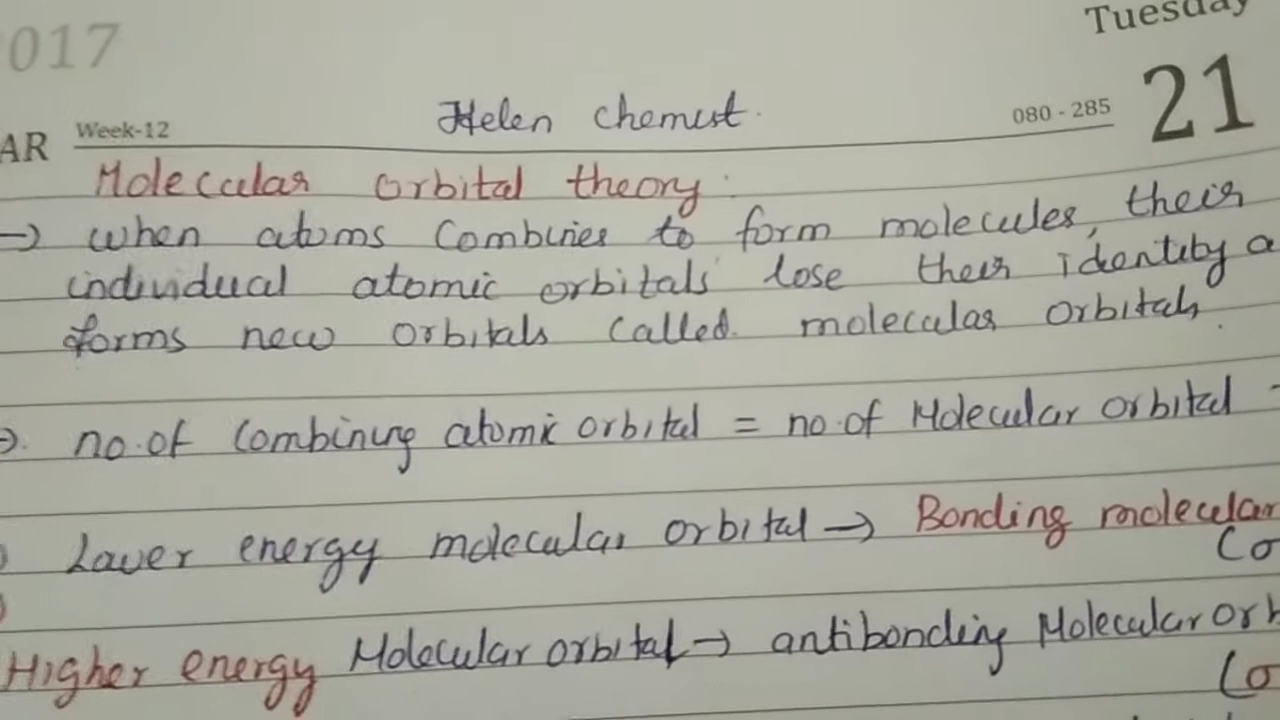 2017
Tuesday
21
080 - 285
AR Week-12
Helen Chemist.
Molecular orbital theory.
→ when atoms Combines to form molecules, their
individual atomic orbitals lose their identity a
forms new orbitals called molecular orbitals.
no. of Combining atomic orbital = no. of Molecular orbital
Lower energy molecular orbital → Bonding molecular
(σ
Higher energy Molecular orbital → antibonding Molecular orb
(σ